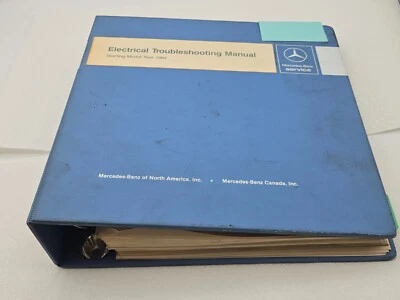 Electrical Troubleshooting Manual
Starting Model Year 1984
Mercedes-Benz
service
Mercedes-Benz of North America, Inc. • Mercedes-Benz Canada, Inc.